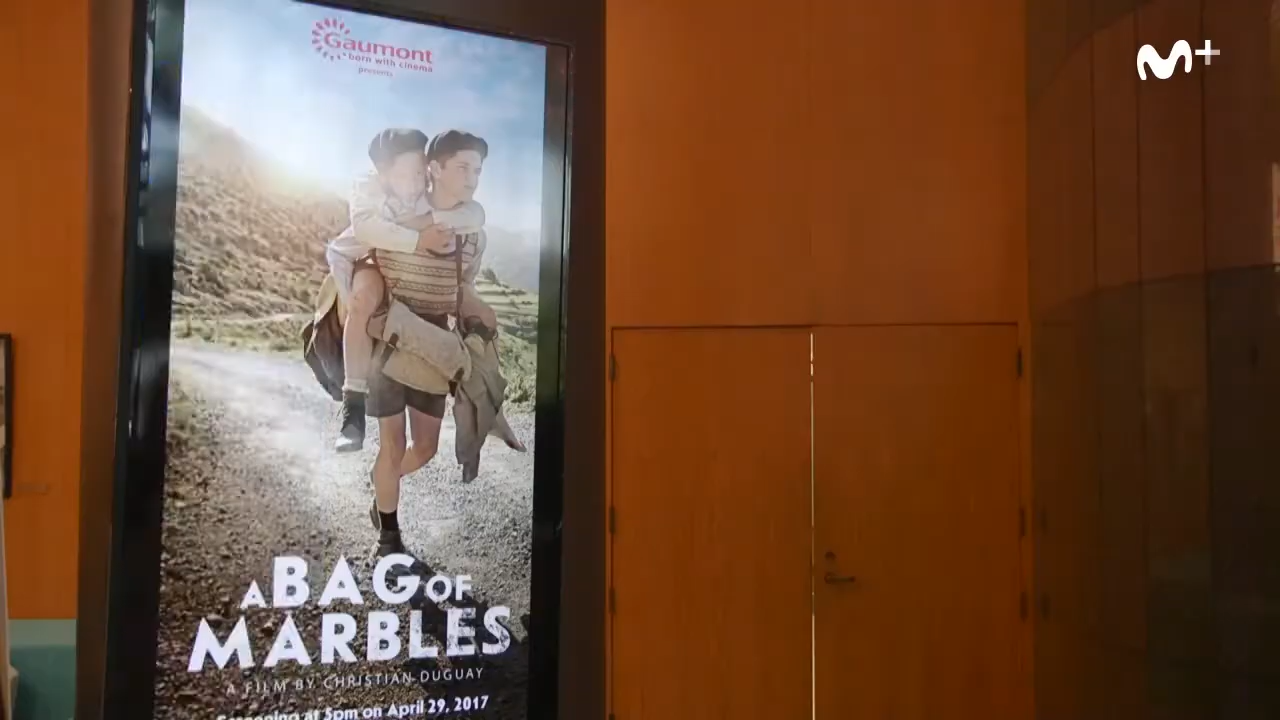 Gaumont
born with cinema
presents
A BAG OF
MARBLES
A FILM BY CHRISTIAN DUGUAY
Screening at 5pm on April 29, 2017
M+